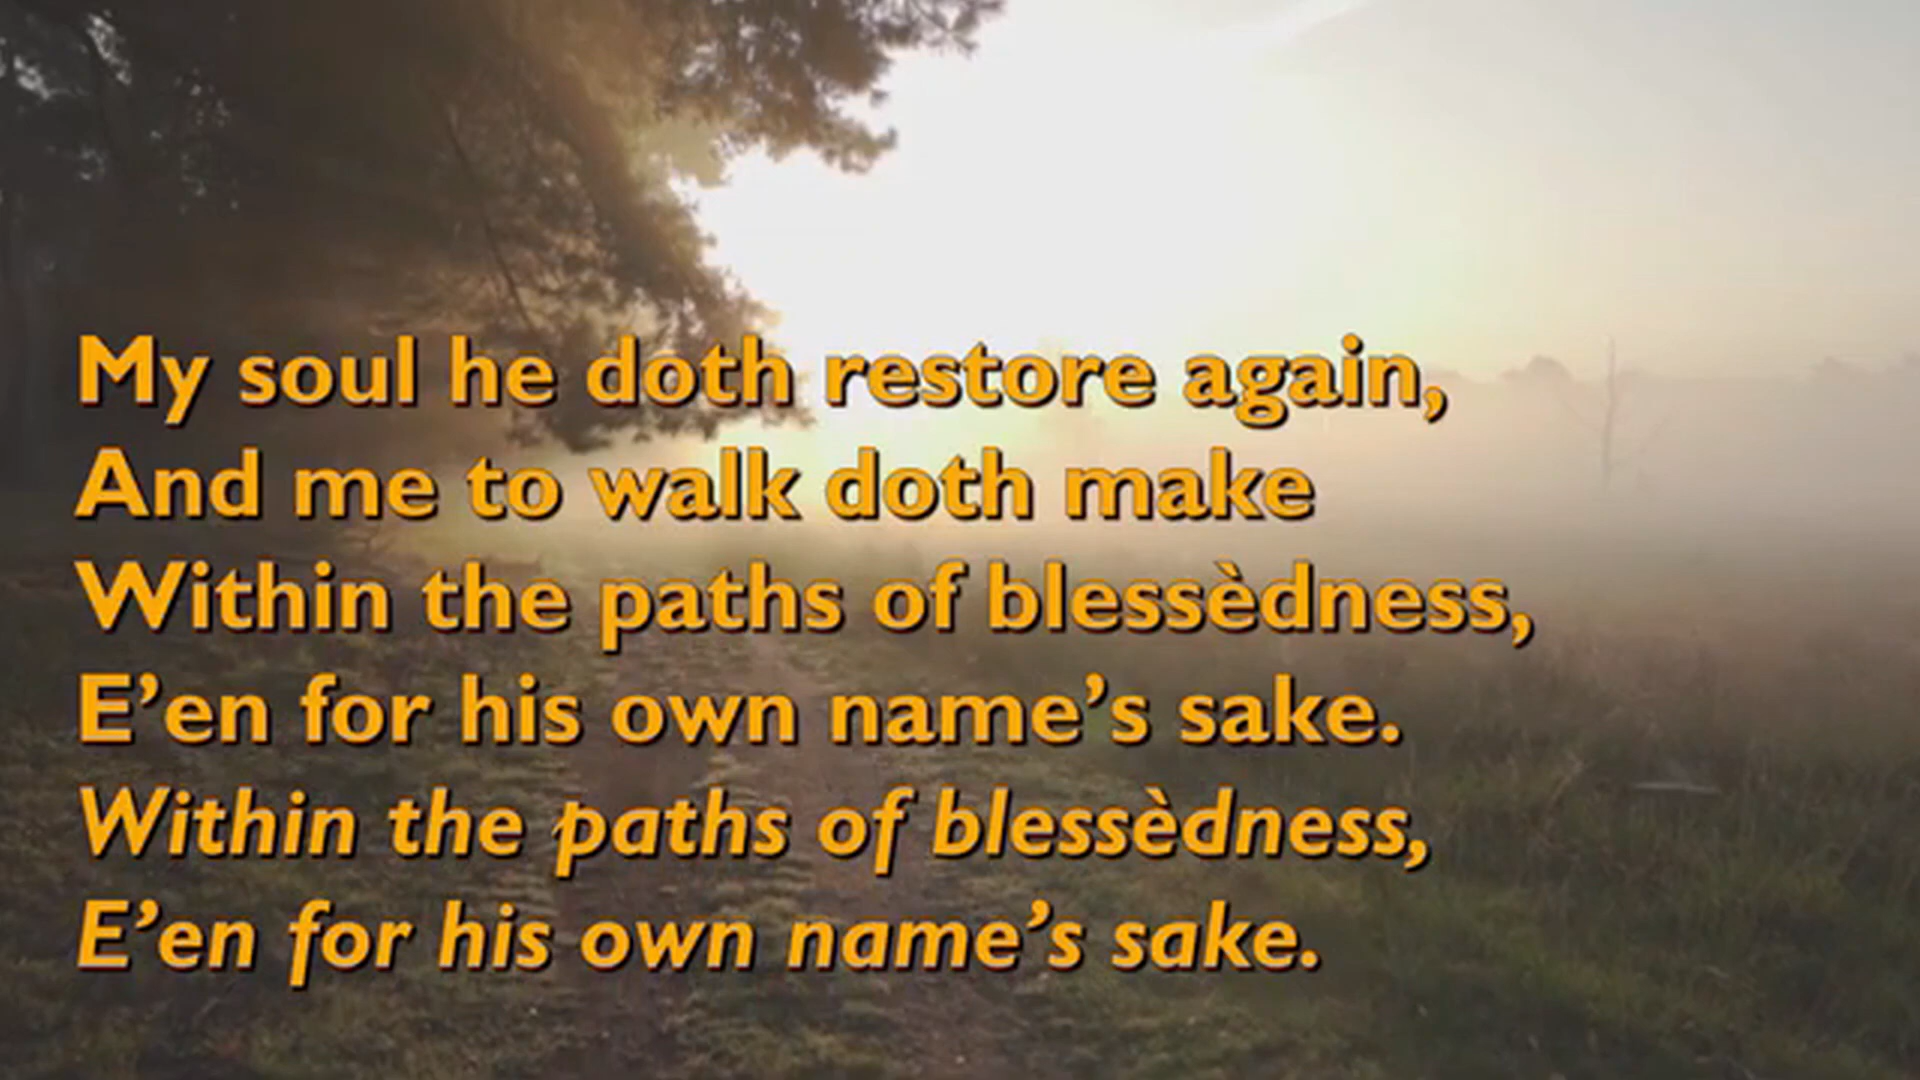 My soul he doth restore again,
And me to walk doth make
Within the paths of blessèdness,
E’en for his own name’s sake.
Within the paths of blessèdness,
E’en for his own name’s sake.